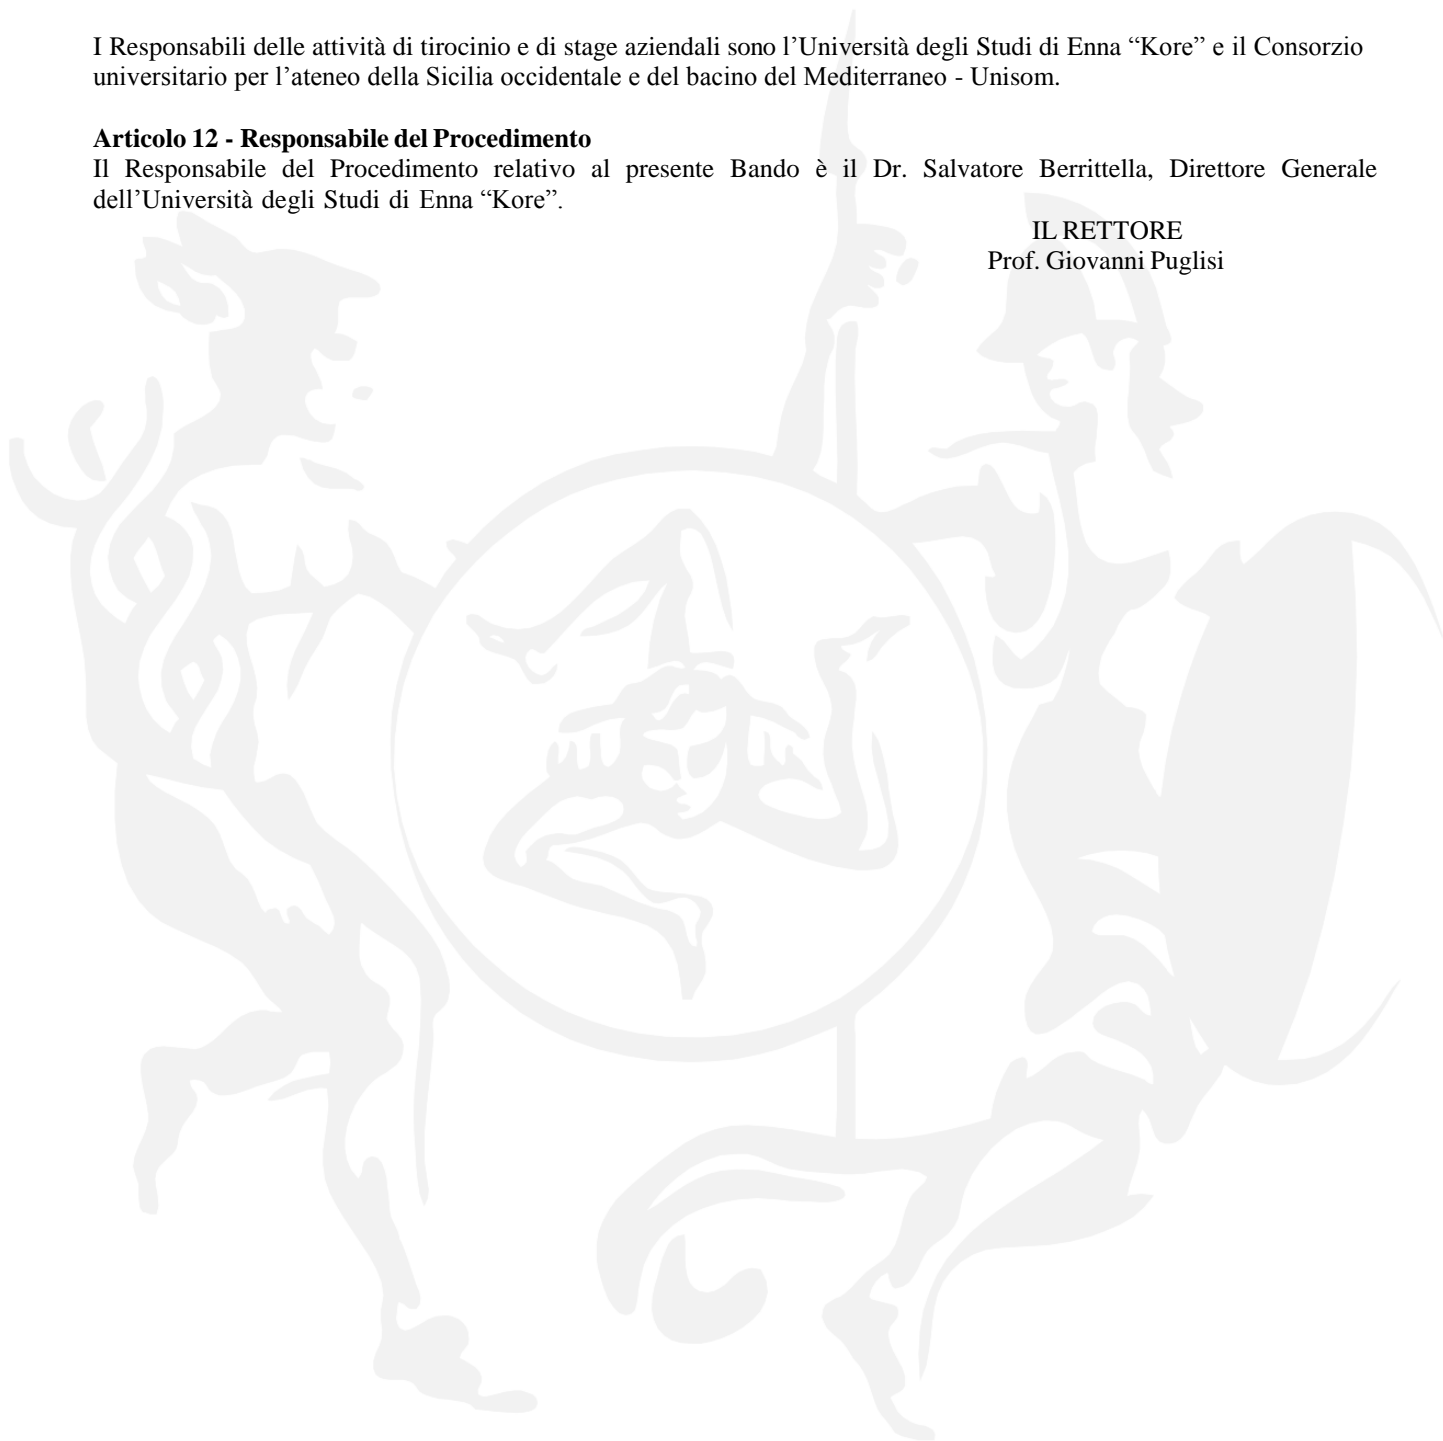 I Responsabili delle attività di tirocinio e di stage aziendali sono l’Università degli Studi di Enna “Kore” e il Consorzio
universitario per l’ateneo della Sicilia occidentale e del bacino del Mediterraneo - Unisom.
Articolo 12 - Responsabile del Procedimento
Il Responsabile del Procedimento relativo al presente Bando è il Dr. Salvatore Berrittella, Direttore Generale
dell’Università degli Studi di Enna “Kore”.
IL RETTORE
Prof. Giovanni Puglisi